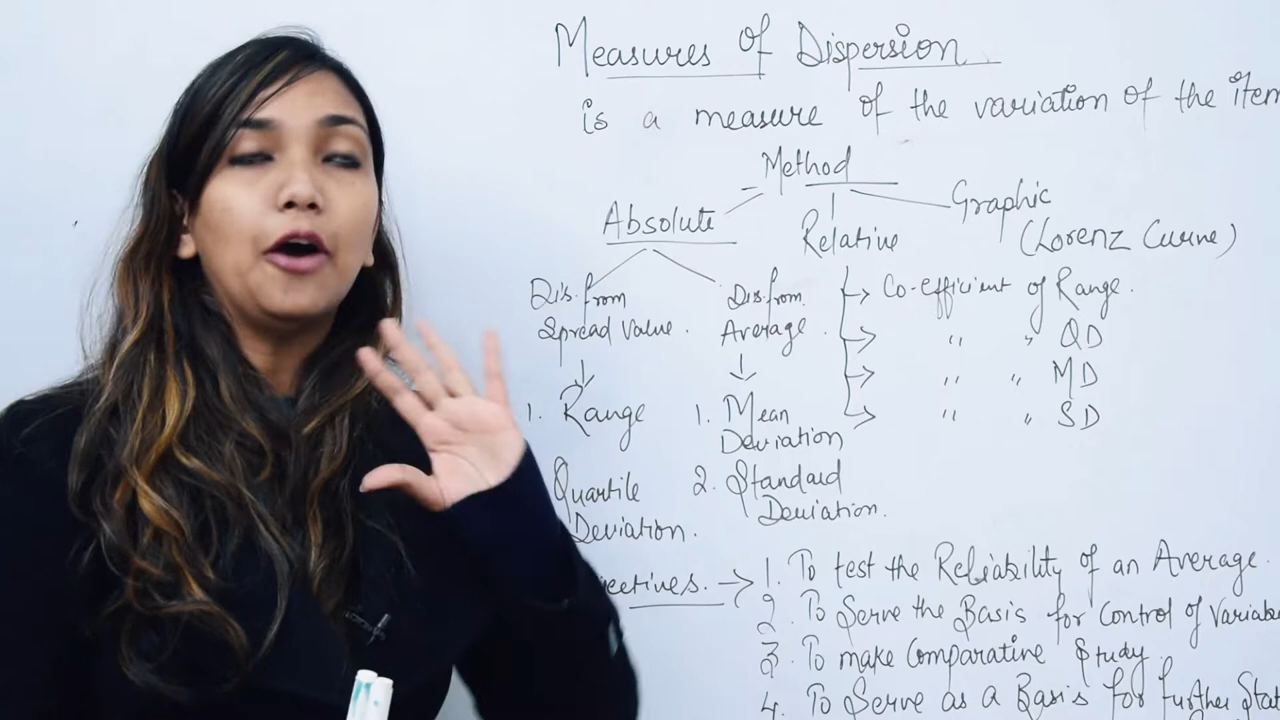 Measures of Dispersion
is a measure of the variation of the item
Method
Absolute
Relative
Graphic
(Lorenz Curve)
Dis. from
Spread Value.
Range
1.
Quartile
Deviation.
Dis. from
Average.
1. Mean
Deviation
2. Standard
Deviation.
Co-efficient of Range.
" " QD
" " MD
" " SD
1. To test the Reliability of an Average.
2. To Serve the Basis for Control of
3. To make Comparative Study
4. To Serve as a Basis for further